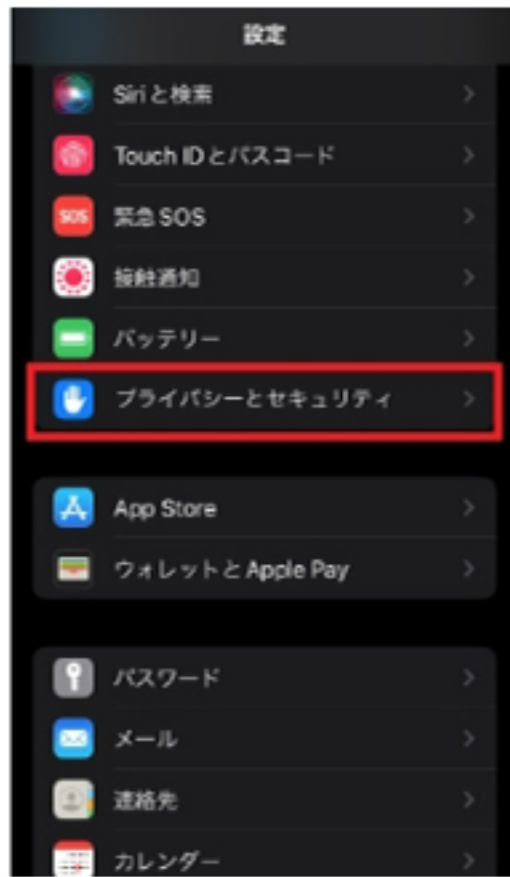 設定
Siriと検索
Touch IDとパスコード
SOS 緊急SOS
接触通知
バッテリー
プライバシーとセキュリティ
App Store
ウォレットとApple Pay
パスワード
メール
連絡先
カレンダー